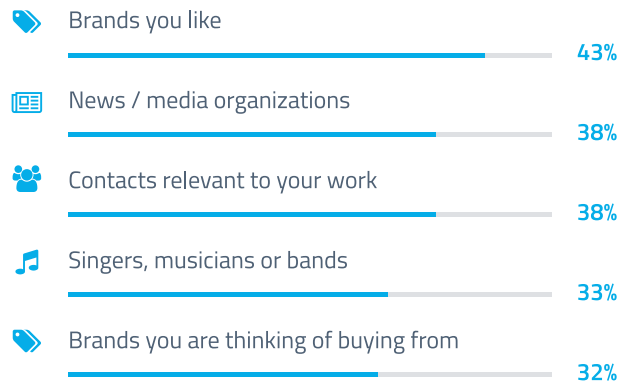 Brands you like
43%
News / media organizations
38%
Contacts relevant to your work
38%
Singers, musicians or bands
33%
Brands you are thinking of buying from
32%